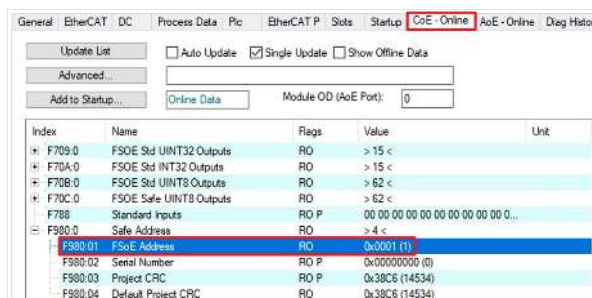 General EtherCAT DC Process Data Plc EtherCAT P Slots Startup CoE - Online AoE - Online Diag Histo
Update List Auto Update Single Update Show Offline Data
Advanced...
Add to Startup... Online Data Module OD (AoE Port): 0
Index Name Flags Value Unit
F709:0 FSOE Std UINT32 Outputs RO > 15 <
F70A:0 FSOE Std INT32 Outputs RO > 15 <
F70B:0 FSOE Std UINT8 Outputs RO > 62 <
F70C:0 FSOE Safe UINT8 Outputs RO > 62 <
F788 Standard Inputs RO P 00 00 00 00 00 00 00 00 00 0...
F980:0 Safe Address RO > 4 <
F980:01 FSoE Address RO 0x0001 (1)
F980:02 Serial Number RO P 0x00000000 (0)
F980:03 Project CRC RO P 0x38C6 (14534)
F980:04 Default Project CRC RO 0x38C6 (14534)